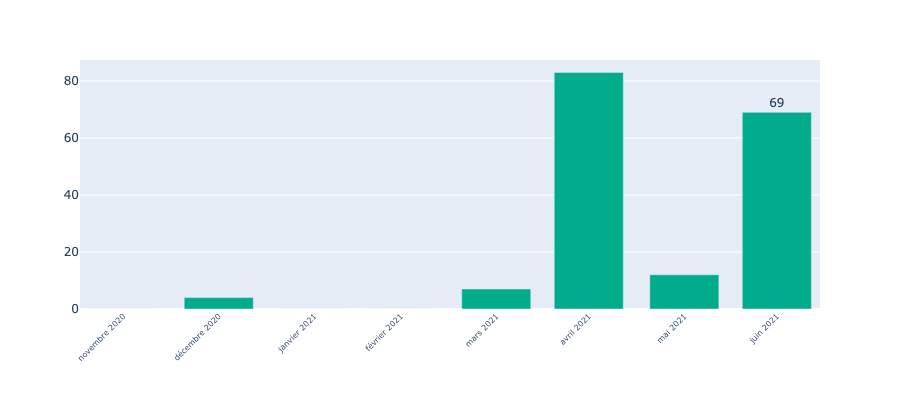 80
60
40
20
0
69
novembre 2020
décembre 2020
janvier 2021
février 2021
mars 2021
avril 2021
mai 2021
juin 2021